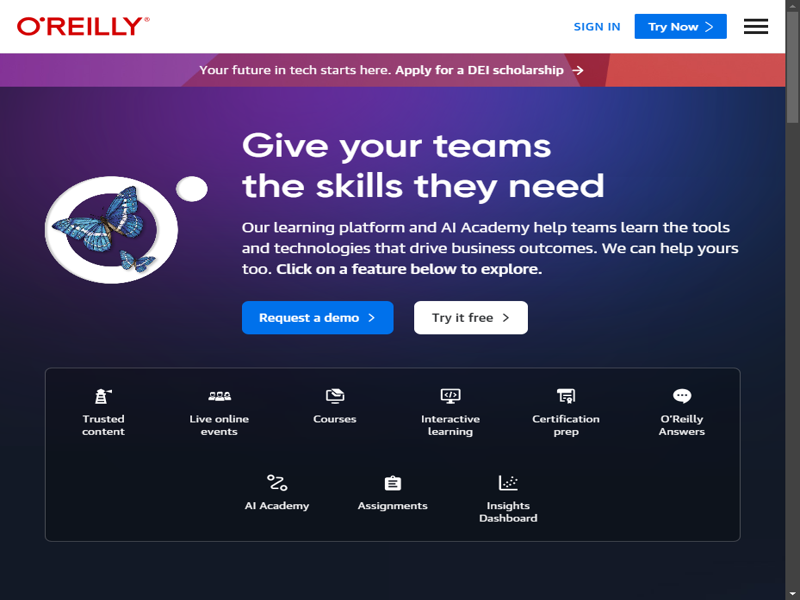 O'REILLY®
SIGN IN
Try Now
Your future in tech starts here. Apply for a DEI scholarship →
Give your teams
the skills they need
Our learning platform and AI Academy help teams learn the tools
and technologies that drive business outcomes. We can help yours
too. Click on a feature below to explore.
Request a demo
Try it free
Trusted
content
Live online
events
Courses
Interactive
learning
Certification
prep
O'Reilly
Answers
AI Academy
Assignments
Insights
Dashboard